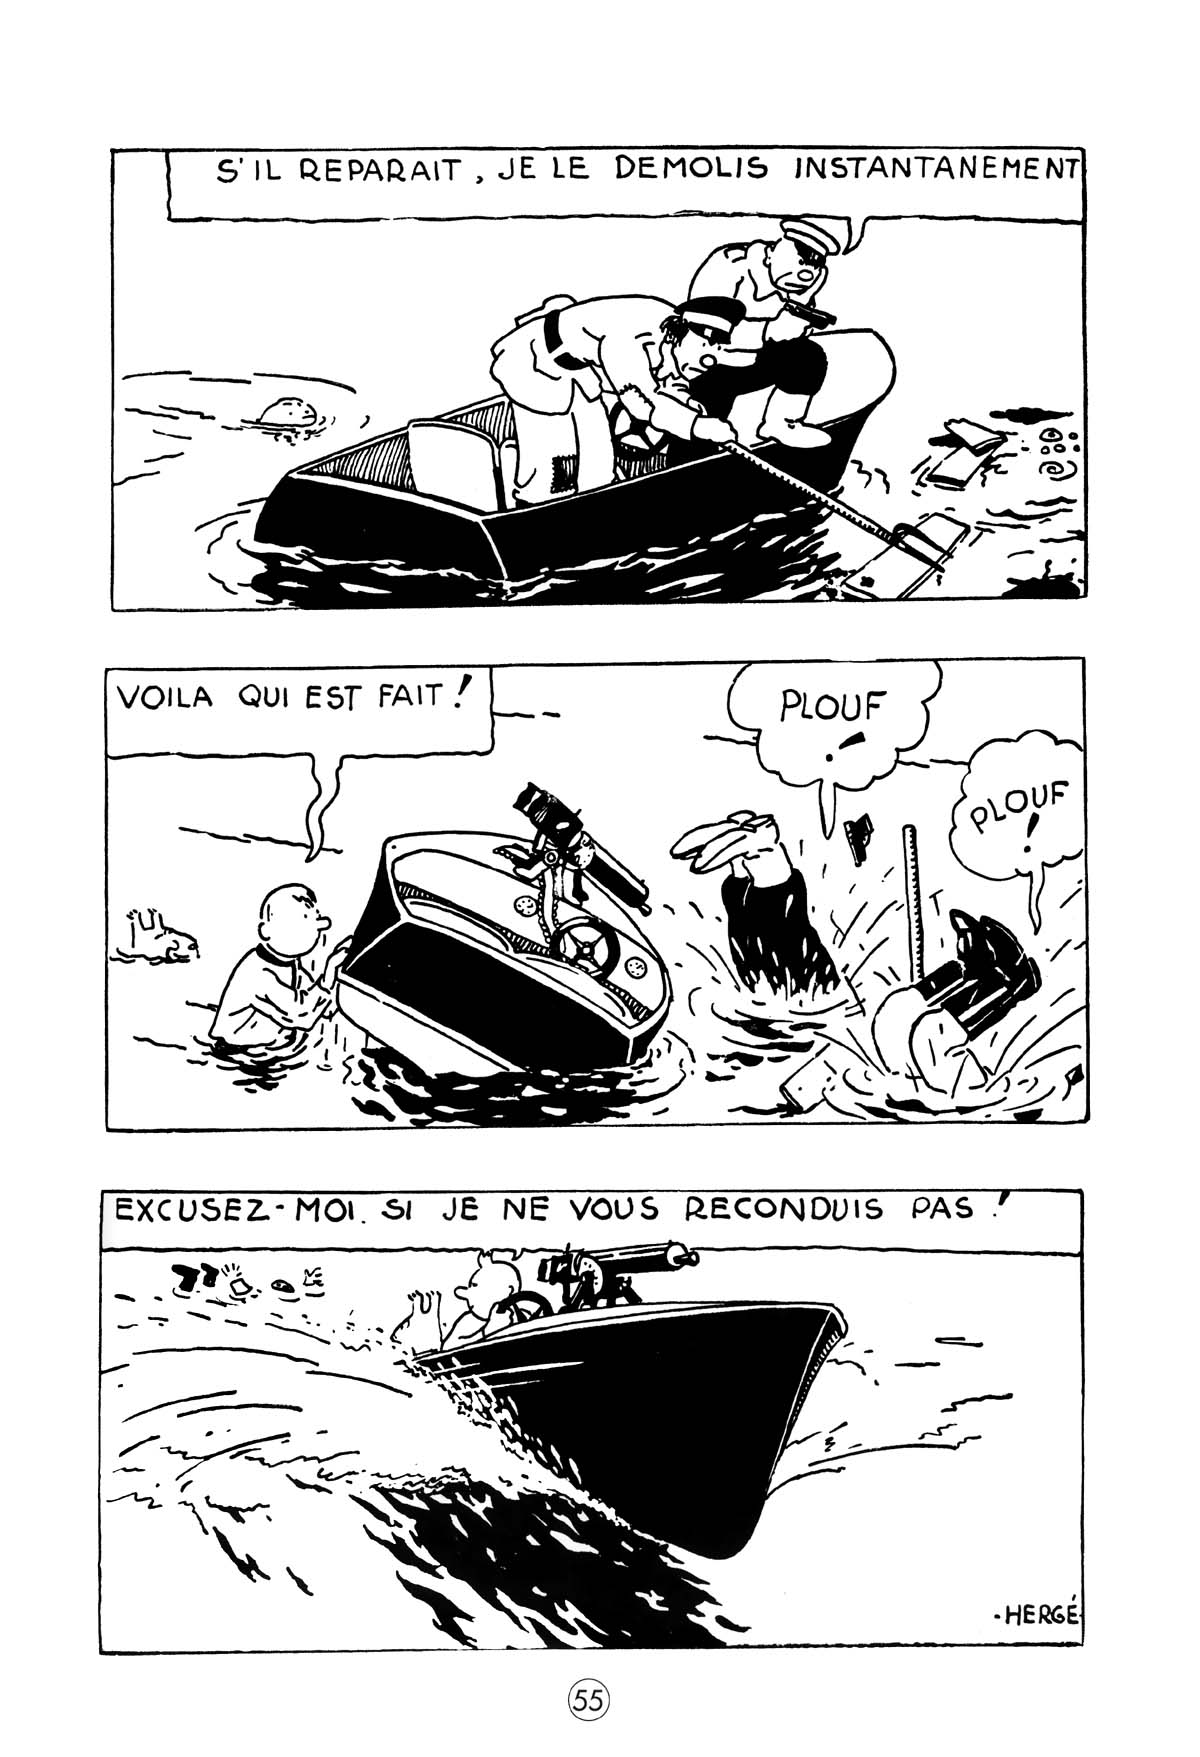 S'IL REPARAIT, JE LE DEMOLIS INSTANTANEMENT
VOILA QUI EST FAIT!
PLOUF
!
PLOUF
!
EXCUSEZ-MOI. SI JE NE VOUS RECONDUIS PAS!
·HERGÉ·
55